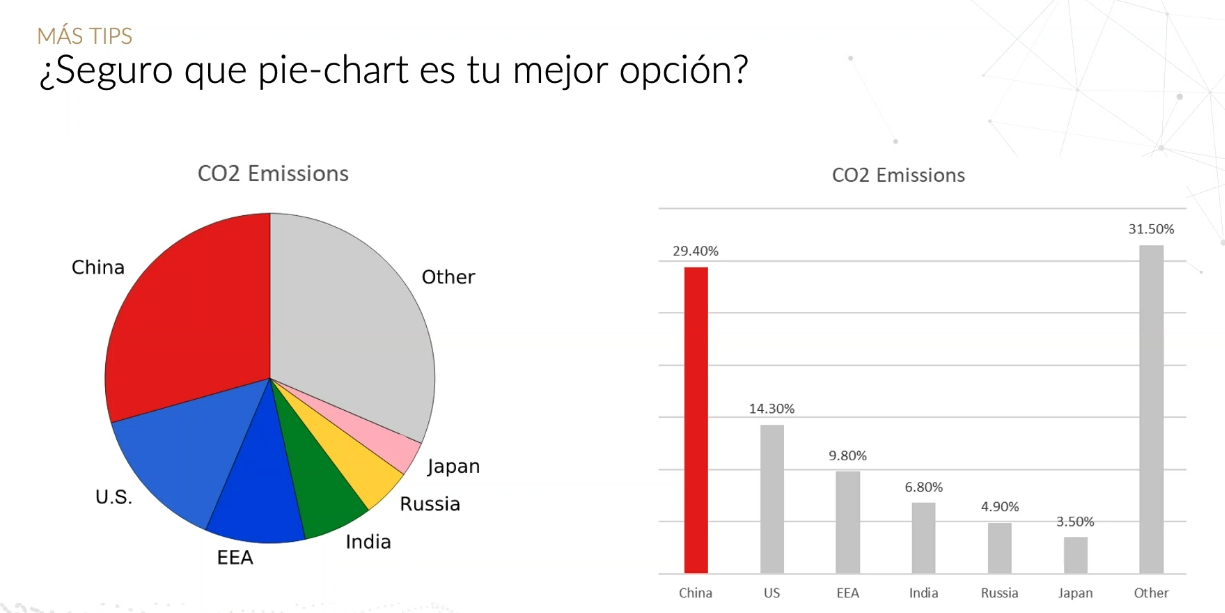 MÁS TIPS
¿Seguro que pie-chart es tu mejor opción?
CO2 Emissions
China
Other
U.S.
Japan
Russia
India
EEA
CO2 Emissions
31.50%
29.40%
14.30%
9.80%
6.80%
4.90%
3.50%
China US EEA India Russia Japan Other